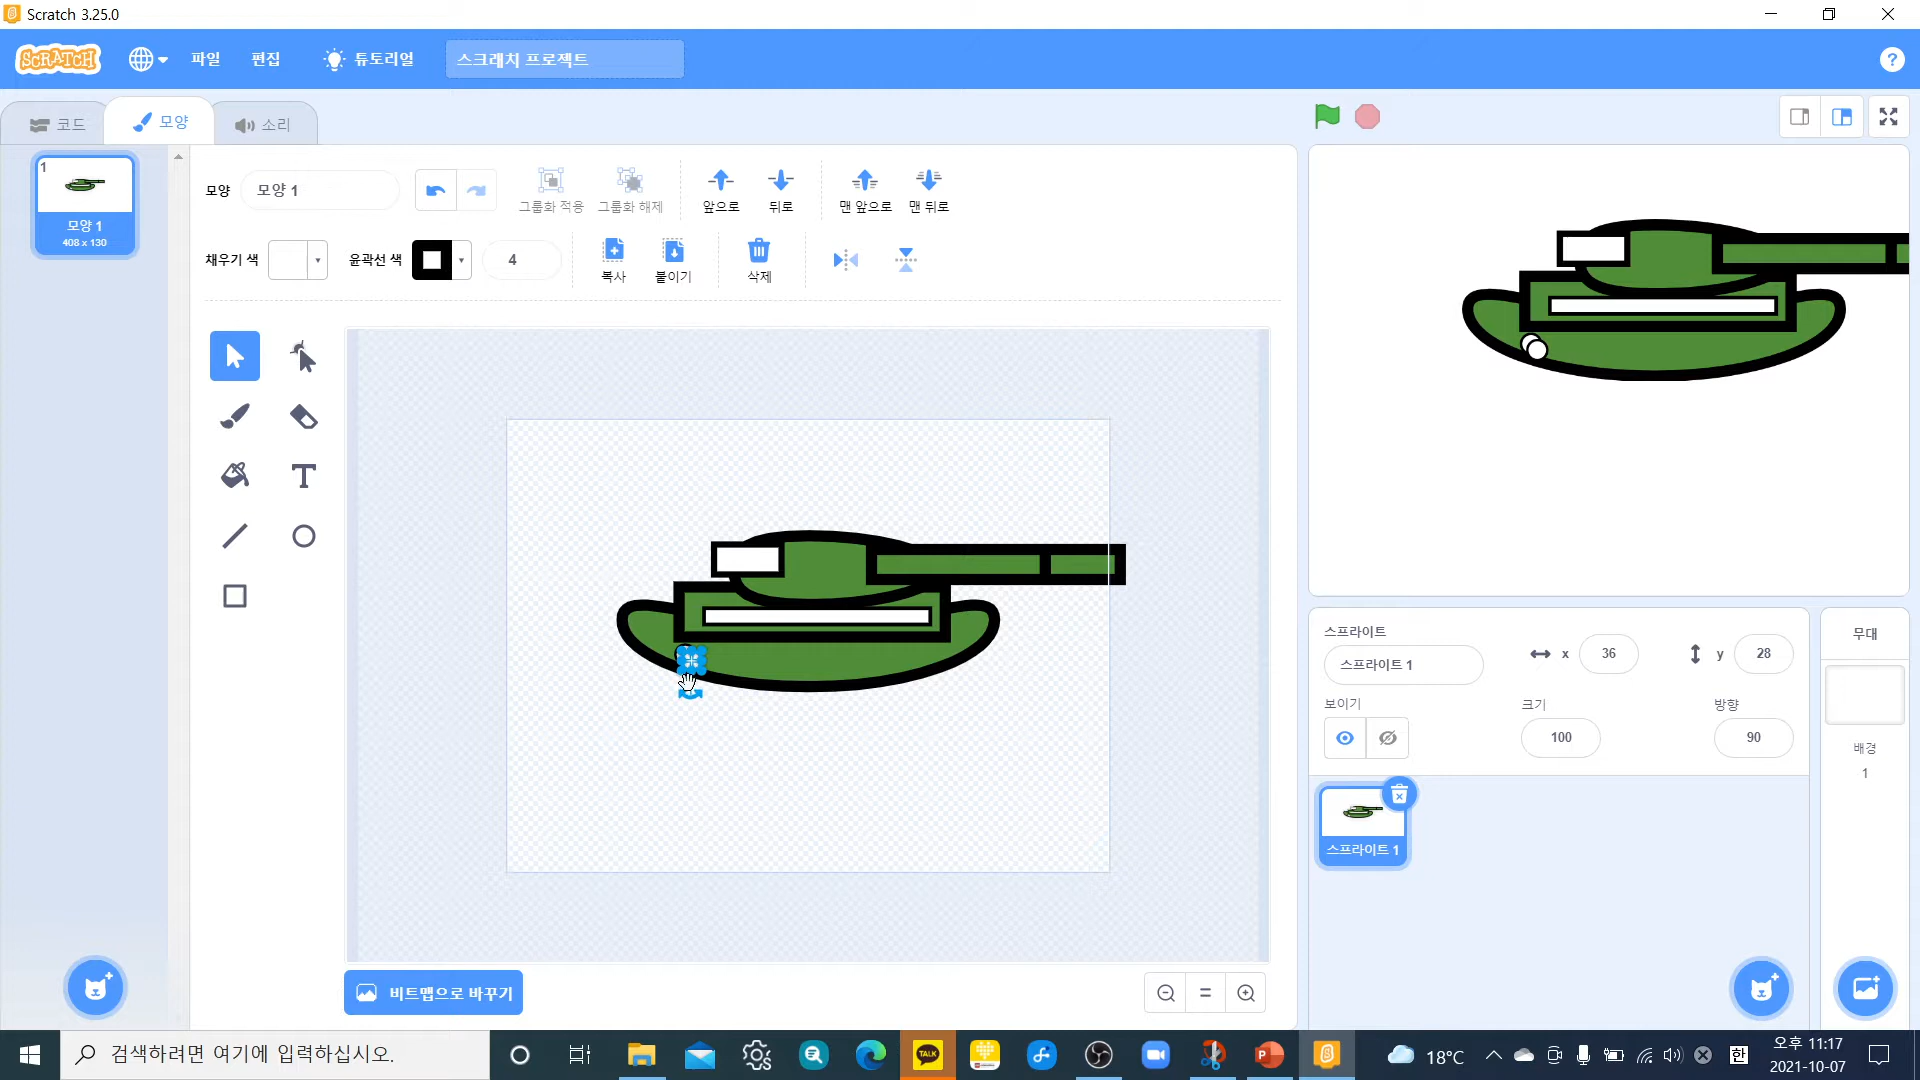 Scratch 3.25.0
SCRATCH
파일
편집
튜토리얼
스크래치 프로젝트
코드
모양
소리
1
모양 1
408 x 130
모양
모양 1
그룹화 적용
그룹화 해제
앞으로
뒤로
맨 앞으로
맨 뒤로
채우기 색
윤곽선 색
4
복사
붙이기
삭제
T
비트맵으로 바꾸기
스프라이트
스프라이트 1
x
36
y
28
보이기
크기
100
방향
90
스프라이트 1
무대
배경
1
검색하려면 여기에 입력하십시오.
TALK
18°C
한
오후 11:17
2021-10-07